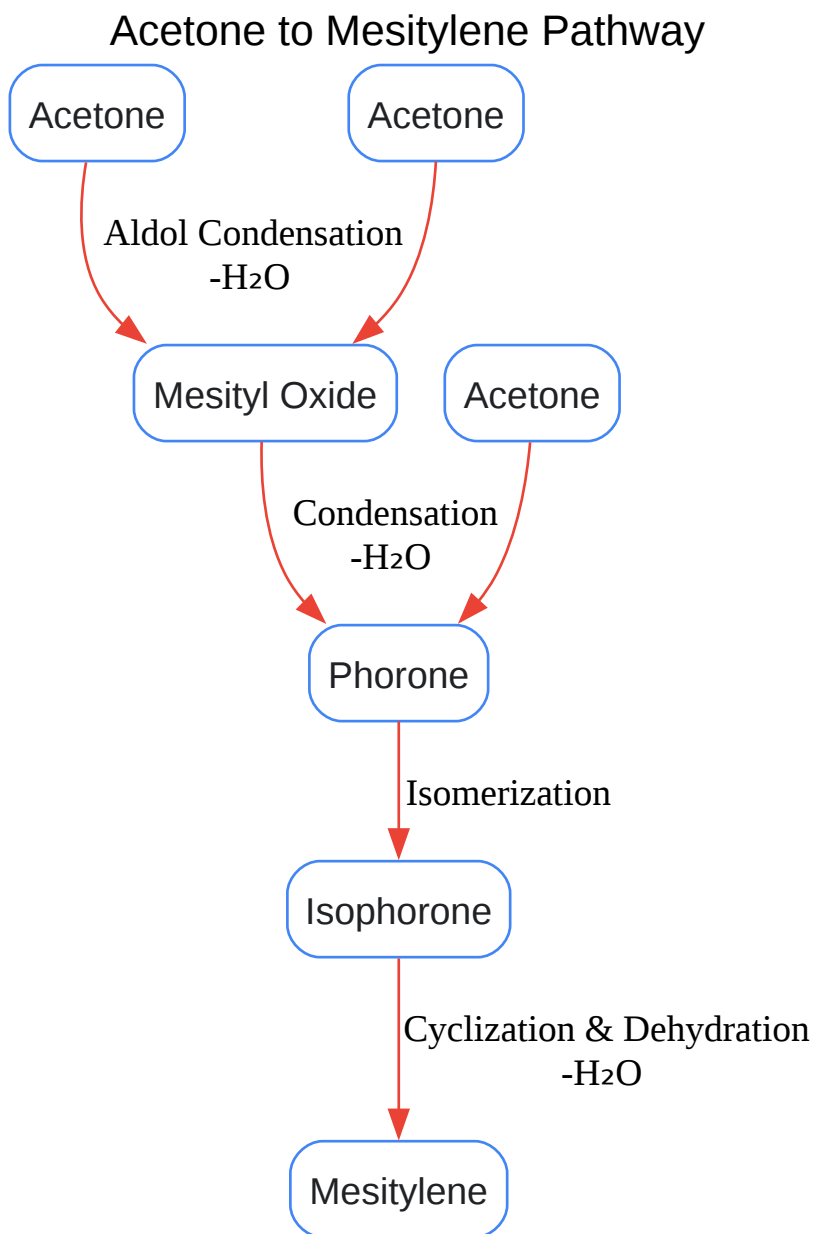 Acetone to Mesitylene Pathway
Acetone
Acetone
Aldol Condensation
-H₂O
Mesityl Oxide
Acetone
Condensation
-H₂O
Phorone
Isomerization
Isophorone
Cyclization & Dehydration
-H₂O
Mesitylene